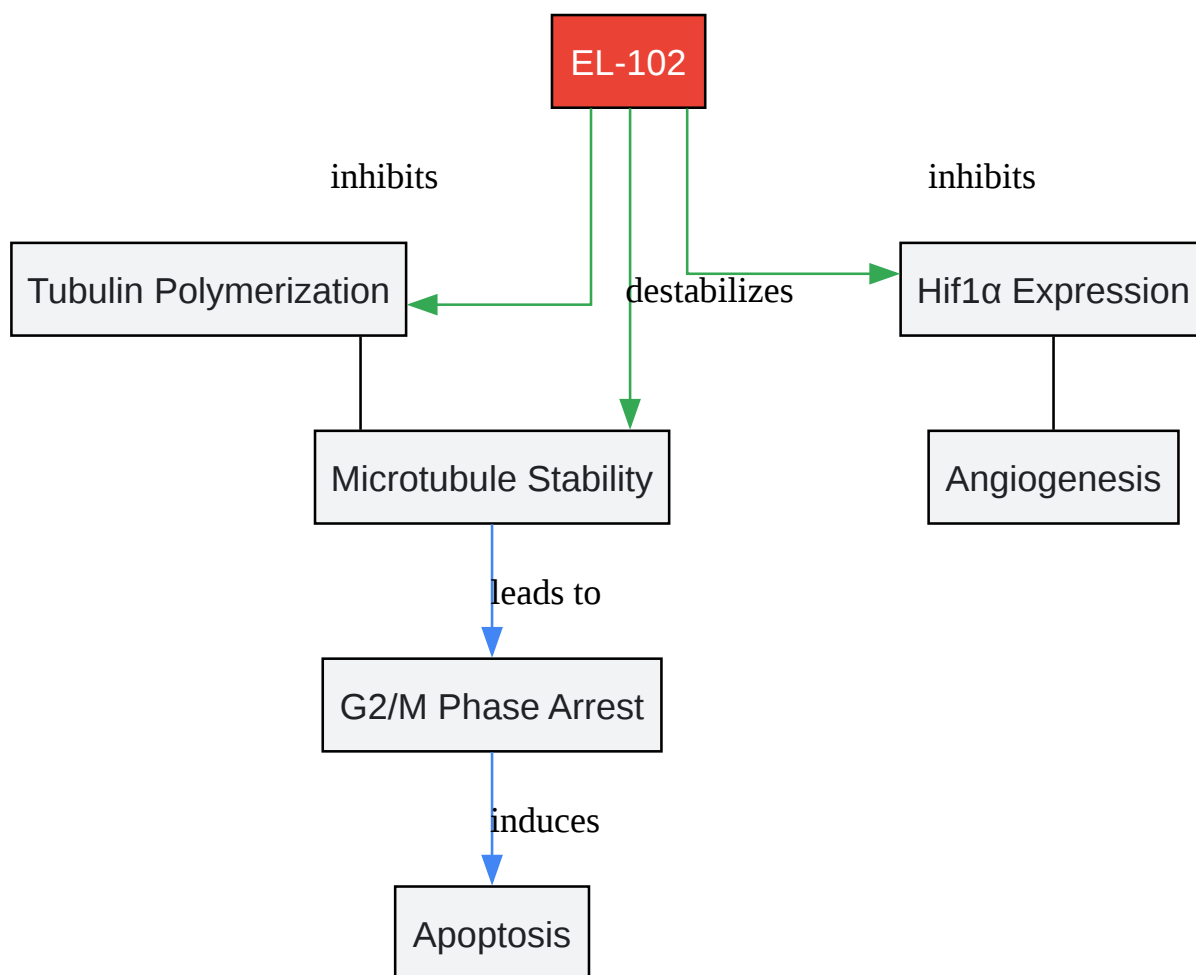 EL-102
inhibits
inhibits
Tubulin Polymerization
destabilizes
Hif1α Expression
Microtubule Stability
Angiogenesis
leads to
G2/M Phase Arrest
induces
Apoptosis